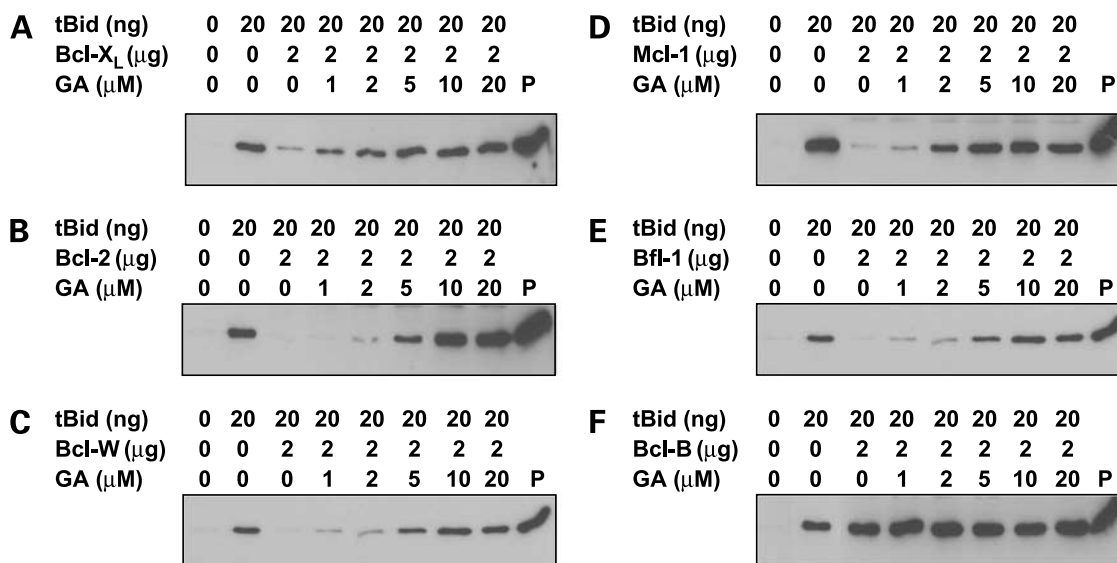 A
tBid (ng) 0 20 20 20 20 20 20 20
Bcl-XL (μg) 0 0 2 2 2 2 2 2
GA (μM) 0 0 0 1 2 5 10 20 P
B
tBid (ng) 0 20 20 20 20 20 20 20
Bcl-2 (μg) 0 0 2 2 2 2 2 2
GA (μM) 0 0 0 1 2 5 10 20 P
C
tBid (ng) 0 20 20 20 20 20 20 20
Bcl-W (μg) 0 0 2 2 2 2 2 2
GA (μM) 0 0 0 1 2 5 10 20 P
D
tBid (ng) 0 20 20 20 20 20 20 20
Mcl-1 (μg) 0 0 2 2 2 2 2 2
GA (μM) 0 0 0 1 2 5 10 20 P
E
tBid (ng) 0 20 20 20 20 20 20 20
Bfl-1 (μg) 0 0 2 2 2 2 2 2
GA (μM) 0 0 0 1 2 5 10 20 P
F
tBid (ng) 0 20 20 20 20 20 20 20
Bcl-B (μg) 0 0 2 2 2 2 2 2
GA (μM) 0 0 0 1 2 5 10 20 P